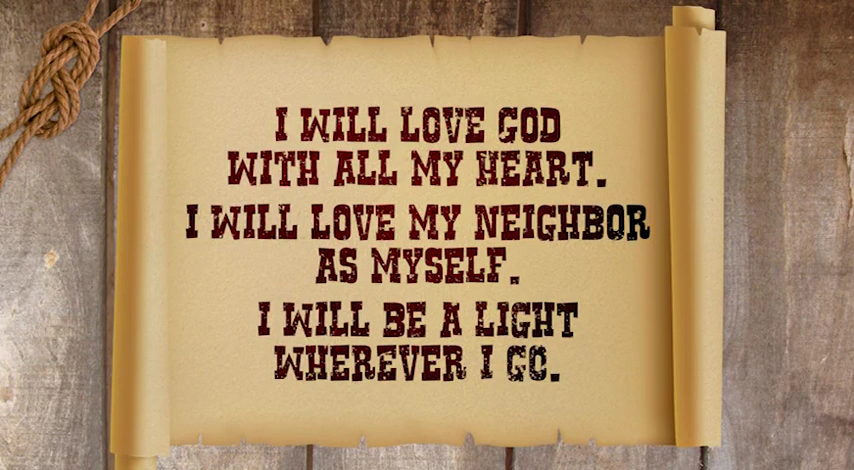 I WILL LOVE GOD
WITH ALL MY HEART.
I WILL LOVE MY NEIGHBOR
AS MYSELF.
I WILL BE A LIGHT
WHEREVER I GO.